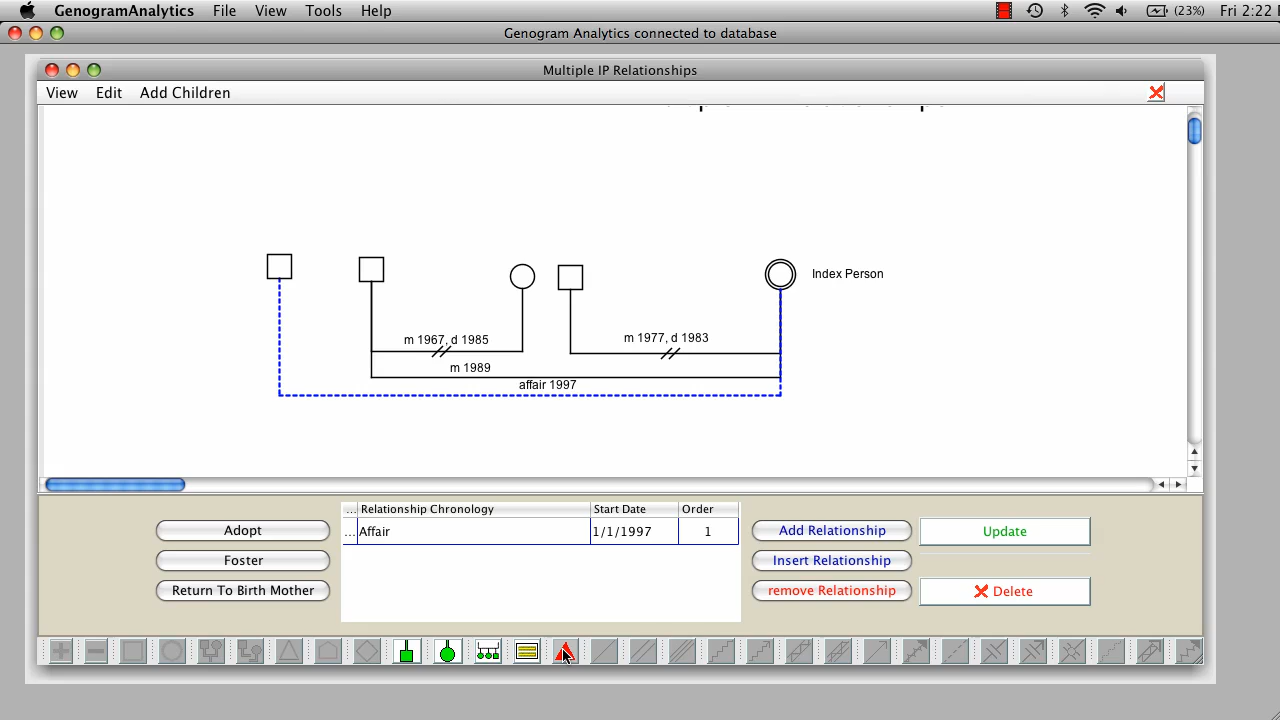 GenogramAnalytics File View Tools Help (23%) Fri 2:22
Genogram Analytics connected to database
Multiple IP Relationships
View Edit Add Children
Index Person
m 1967, d 1985 m 1977, d 1983
m 1989
affair 1997
... Relationship Chronology Start Date Order
Adopt ... Affair 1/1/1997 1 Add Relationship Update
Foster Insert Relationship
Return To Birth Mother remove Relationship Delete